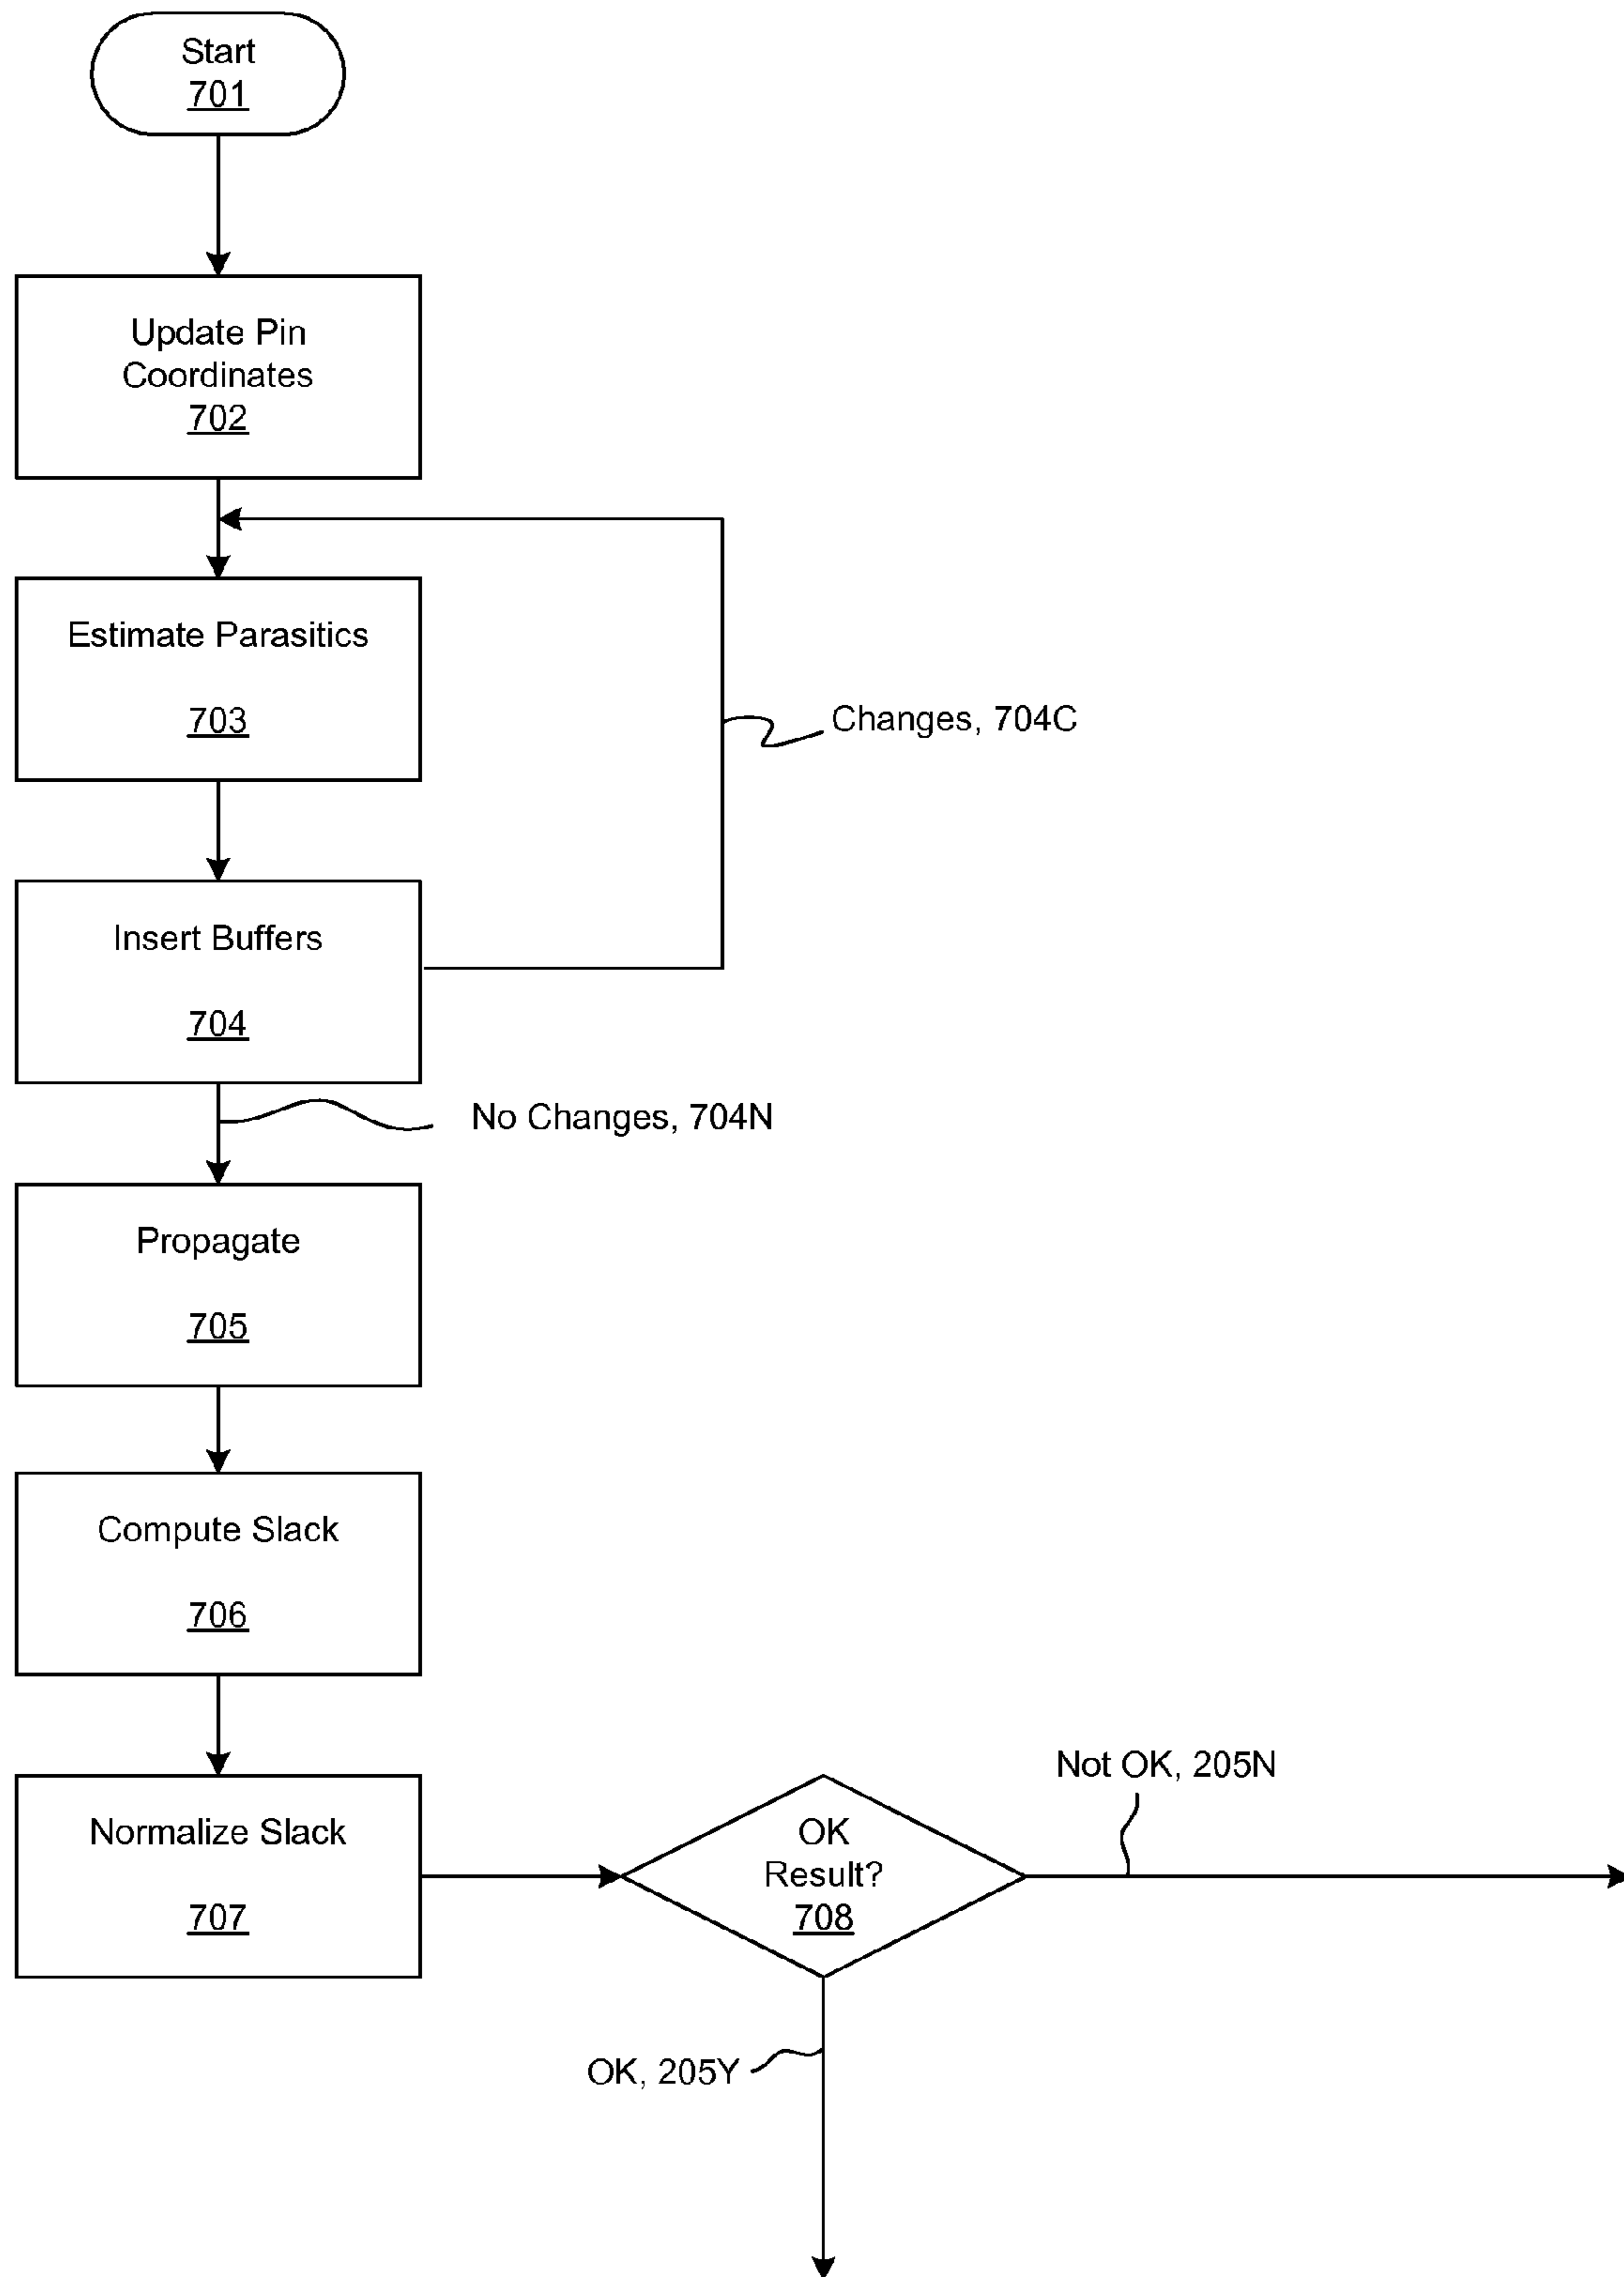 Start
701
Update Pin
Coordinates
702
Estimate Parasitics
703
Changes, 704C
Insert Buffers
704
No Changes, 704N
Propagate
705
Compute Slack
706
Normalize Slack
707
OK
Result?
708
Not OK, 205N
OK, 205Y